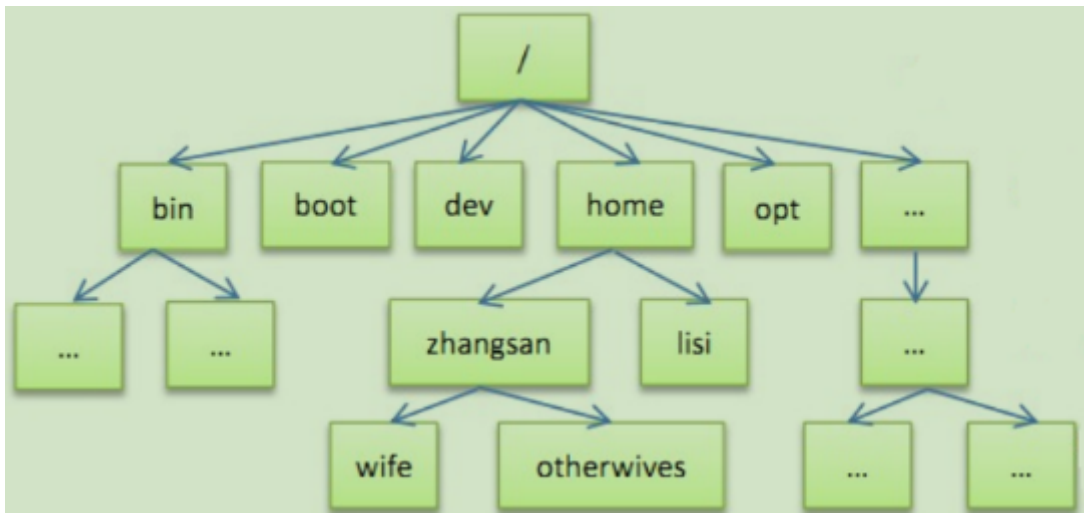 /
bin boot dev home opt ...
... ... zhangsan lisi ...
wife otherwives ... ...